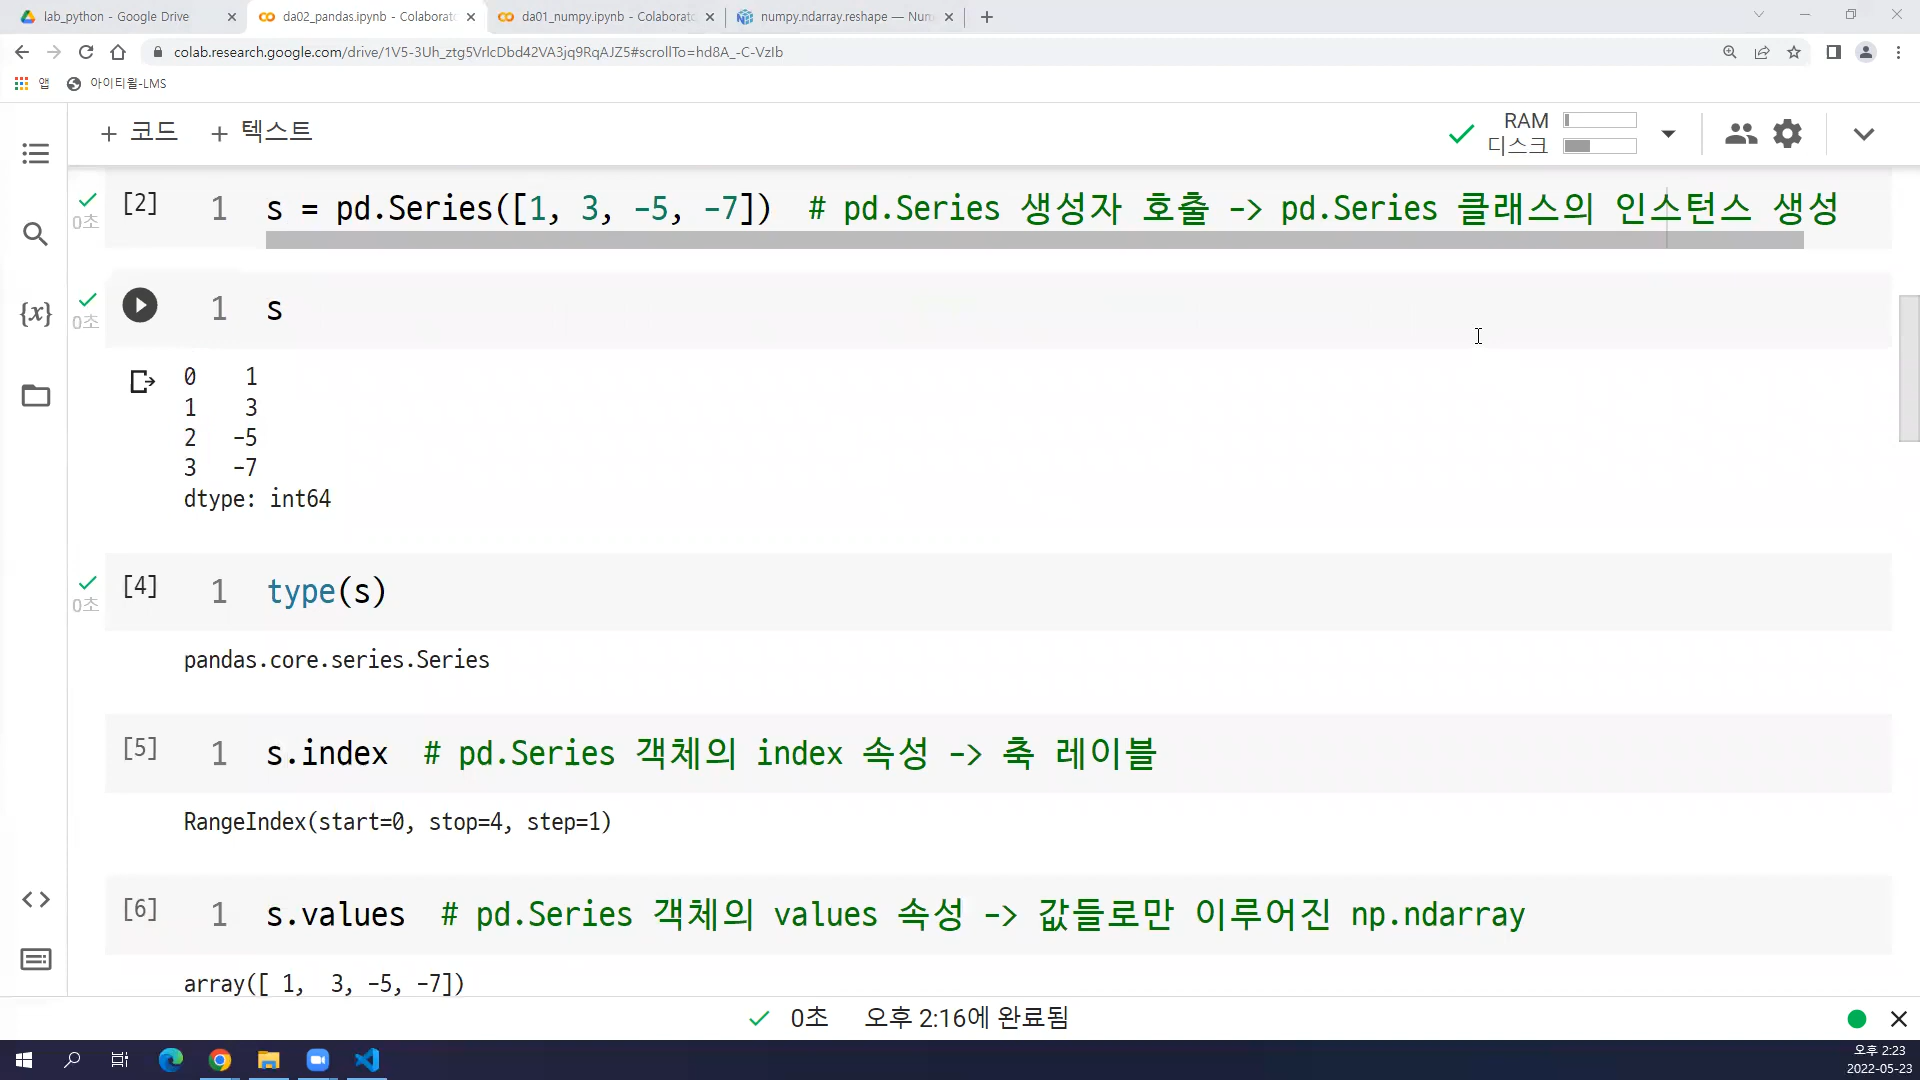 lab_python - Google Drive
da02_pandas.ipynb - Colaborato
da01_numpy.ipynb - Colaborato
numpy.ndarray.reshape — Num
colab.research.google.com/drive/1V5-3Uh_ztg5VrlcDbd42VA3jq9RqAJZ5#scrollTo=hd8A_-C-VzIb
앱
아이티윌-LMS
+ 코드 + 텍스트
RAM
디스크
[2] 1 s = pd.Series([1, 3, -5, -7]) # pd.Series 생성자 호출 -> pd.Series 클래스의 인스턴스 생성
0초
1 s
0초
0 1
1 3
2 -5
3 -7
dtype: int64
[4] 1 type(s)
0초
pandas.core.series.Series
[5] 1 s.index # pd.Series 객체의 index 속성 -> 축 레이블
RangeIndex(start=0, stop=4, step=1)
[6] 1 s.values # pd.Series 객체의 values 속성 -> 값들로만 이루어진 np.ndarray
array([ 1, 3, -5, -7])
0초 오후 2:16에 완료됨
오후 2:23
2022-05-23